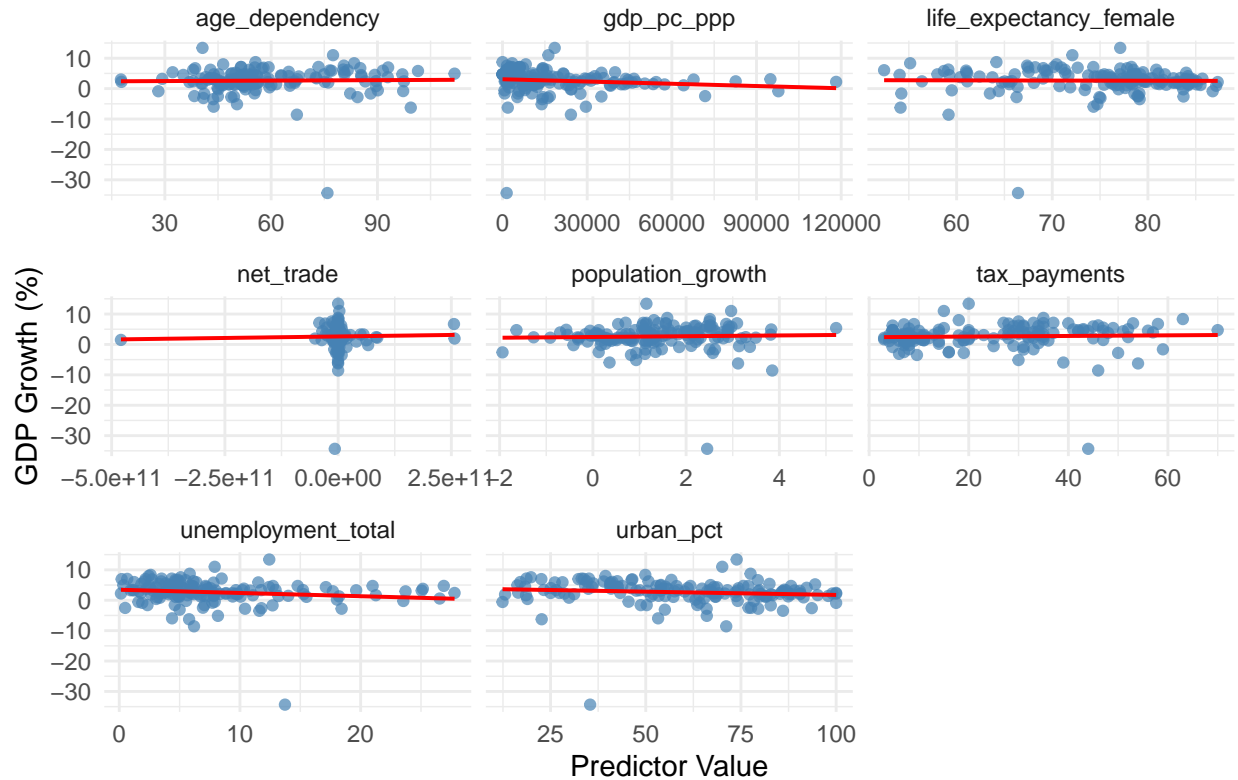 age_dependency gdp_pc_ppp life_expectancy_female
10
0
−10
−20
−30
30 60 90 0 30000 60000 90000 120000 60 70 80
net_trade population_growth tax_payments
10
0
−10
−20
−30
−5.0e+11 −2.5e+11 0.0e+00 2.5e+11 −2 0 2 4 0 20 40 60
unemployment_total urban_pct
10
0
−10
−20
−30
0 10 20 25 50 75 100
GDP Growth (%)
Predictor Value